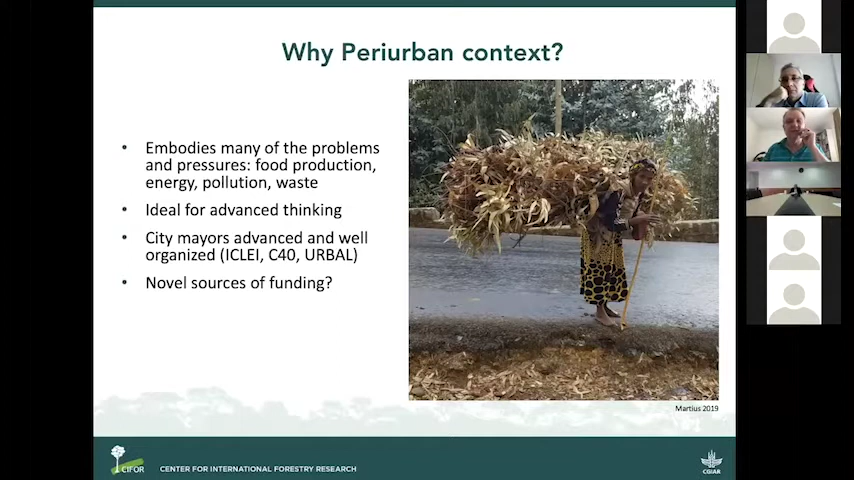 Why Periurban context?
• Embodies many of the problems
and pressures: food production,
energy, pollution, waste
• Ideal for advanced thinking
• City mayors advanced and well
organized (ICLEI, C40, URBAL)
• Novel sources of funding?
Martius 2019
CIFOR
CENTER FOR INTERNATIONAL FORESTRY RESEARCH
CGIAR